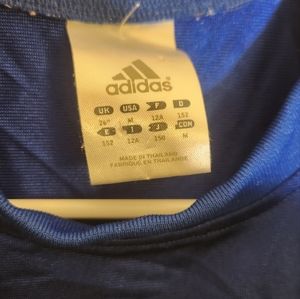 adidas
UK USA F D
26" M 12A 152
E I J CDN
152 12A 150 M
MADE IN THAILAND
FABRIQUÉ EN THAILANDE